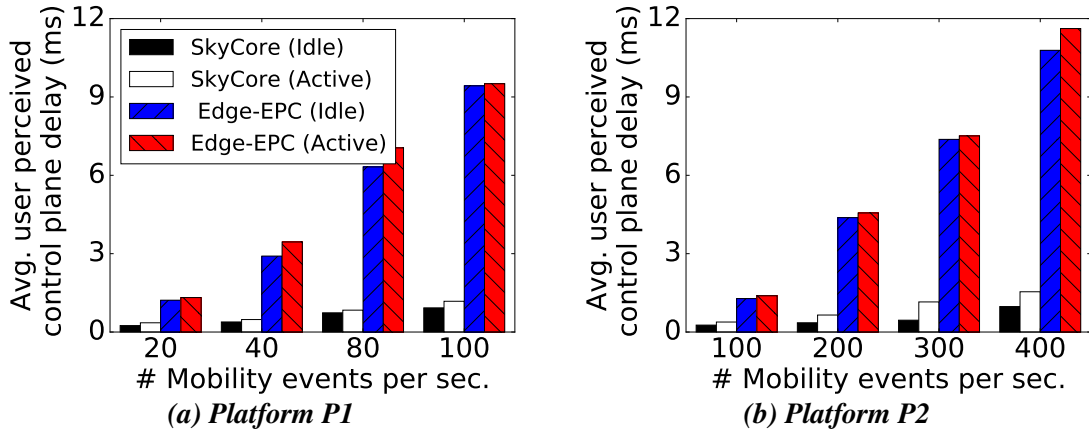 Avg. user perceived
control plane delay (ms)
12
9
6
3
0
SkyCore (Idle)
SkyCore (Active)
Edge-EPC (Idle)
Edge-EPC (Active)
20 40 80 100
# Mobility events per sec.
(a) Platform P1
Avg. user perceived
control plane delay (ms)
12
9
6
3
0
100 200 300 400
# Mobility events per sec.
(b) Platform P2